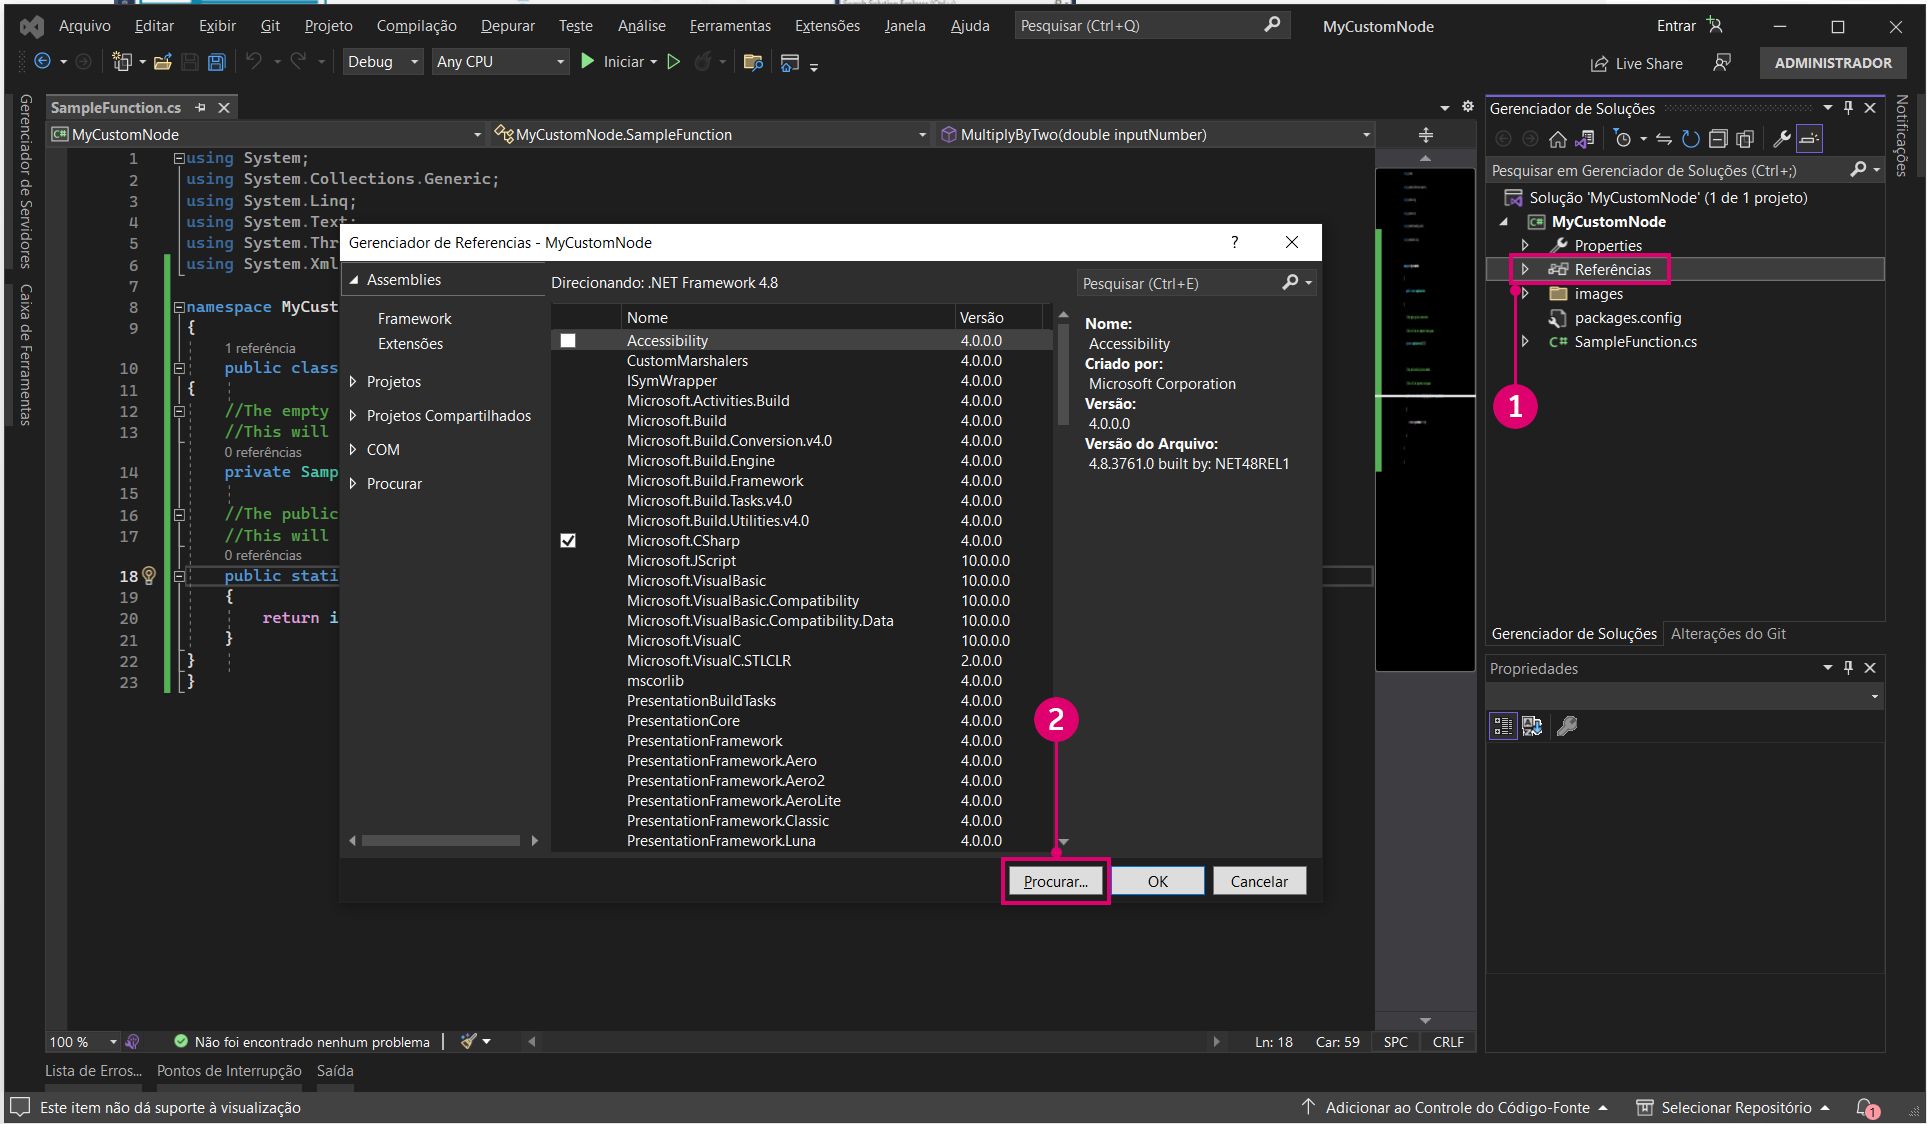 Arquivo Editar Exibir Git Projeto Compilação Depurar Teste Análise Ferramentas Extensões Janela Ajuda Pesquisar (Ctrl+Q) MyCustomNode Entrar
Debug Any CPU Iniciar Live Share ADMINISTRADOR
Gerenciador de Servidores
Caixa de Ferramentas
SampleFunction.cs
MyCustomNode MyCustomNode.SampleFunction MultiplyByTwo(double inputNumber)
1 using System;
2 using System.Collections.Generic;
3 using System.Linq;
4 using System.Text;
5 using System.Thr
6 using System.Xml
7
8 namespace MyCust
9 {
1 referência
10 public class
11 {
12 //The empty
13 //This will
0 referências
14 private Samp
15
16 //The public
17 //This will
0 referências
18 public stati
19 {
20 return i
21 }
22 }
23 }
Gerenciador de Referencias - MyCustomNode ?
Assemblies
Framework
Extensões
Projetos
Projetos Compartilhados
COM
Procurar
Direcionando: .NET Framework 4.8
Pesquisar (Ctrl+E)
Nome Versão
Accessibility 4.0.0.0
CustomMarshalers 4.0.0.0
ISymWrapper 4.0.0.0
Microsoft.Activities.Build 4.0.0.0
Microsoft.Build 4.0.0.0
Microsoft.Build.Conversion.v4.0 4.0.0.0
Microsoft.Build.Engine 4.0.0.0
Microsoft.Build.Framework 4.0.0.0
Microsoft.Build.Tasks.v4.0 4.0.0.0
Microsoft.Build.Utilities.v4.0 4.0.0.0
Microsoft.CSharp 4.0.0.0
Microsoft.JScript 10.0.0.0
Microsoft.VisualBasic 10.0.0.0
Microsoft.VisualBasic.Compatibility 10.0.0.0
Microsoft.VisualBasic.Compatibility.Data 10.0.0.0
Microsoft.VisualC 10.0.0.0
Microsoft.VisualC.STLCLR 2.0.0.0
mscorlib 4.0.0.0
PresentationBuildTasks 4.0.0.0
PresentationCore 4.0.0.0
PresentationFramework 4.0.0.0
PresentationFramework.Aero 4.0.0.0
PresentationFramework.Aero2 4.0.0.0
PresentationFramework.AeroLite 4.0.0.0
PresentationFramework.Classic 4.0.0.0
PresentationFramework.Luna 4.0.0.0
Nome:
Accessibility
Criado por:
Microsoft Corporation
Versão:
4.0.0.0
Versão do Arquivo:
4.8.3761.0 built by: NET48REL1
2
Procurar... OK Cancelar
Gerenciador de Soluções
Pesquisar em Gerenciador de Soluções (Ctrl+;)
Solução 'MyCustomNode' (1 de 1 projeto)
C# MyCustomNode
Properties
Referências
images
packages.config
C# SampleFunction.cs
1
Gerenciador de Soluções Alterações do Git
Propriedades
Notificações
100 % Não foi encontrado nenhum problema Ln: 18 Car: 59 SPC CRLF
Lista de Erros... Pontos de Interrupção Saída
Este item não dá suporte à visualização Adicionar ao Controle do Código-Fonte Selecionar Repositório 1